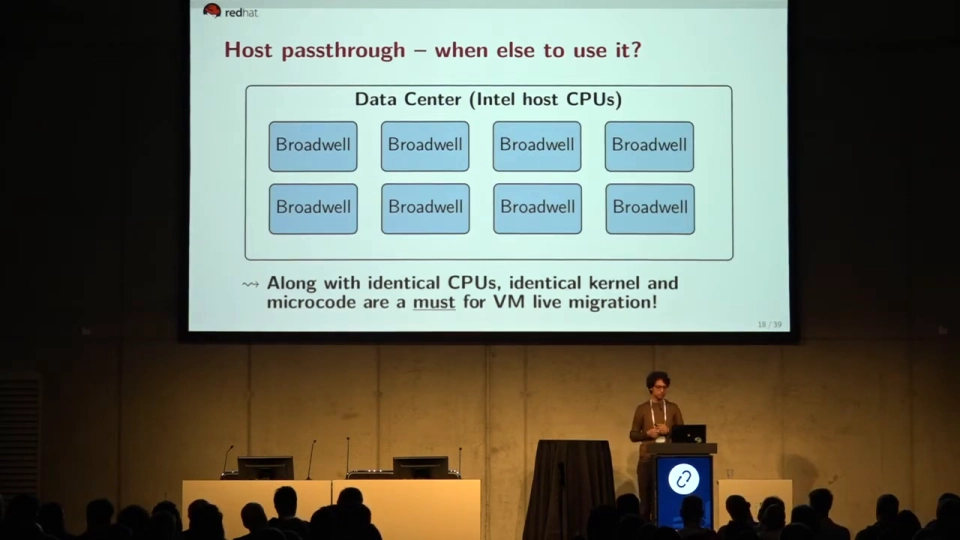 redhat
Host passthrough – when else to use it?
Data Center (Intel host CPUs)
Broadwell Broadwell Broadwell Broadwell
Broadwell Broadwell Broadwell Broadwell
⇝ Along with identical CPUs, identical kernel and
microcode are a must for VM live migration!
18 / 39